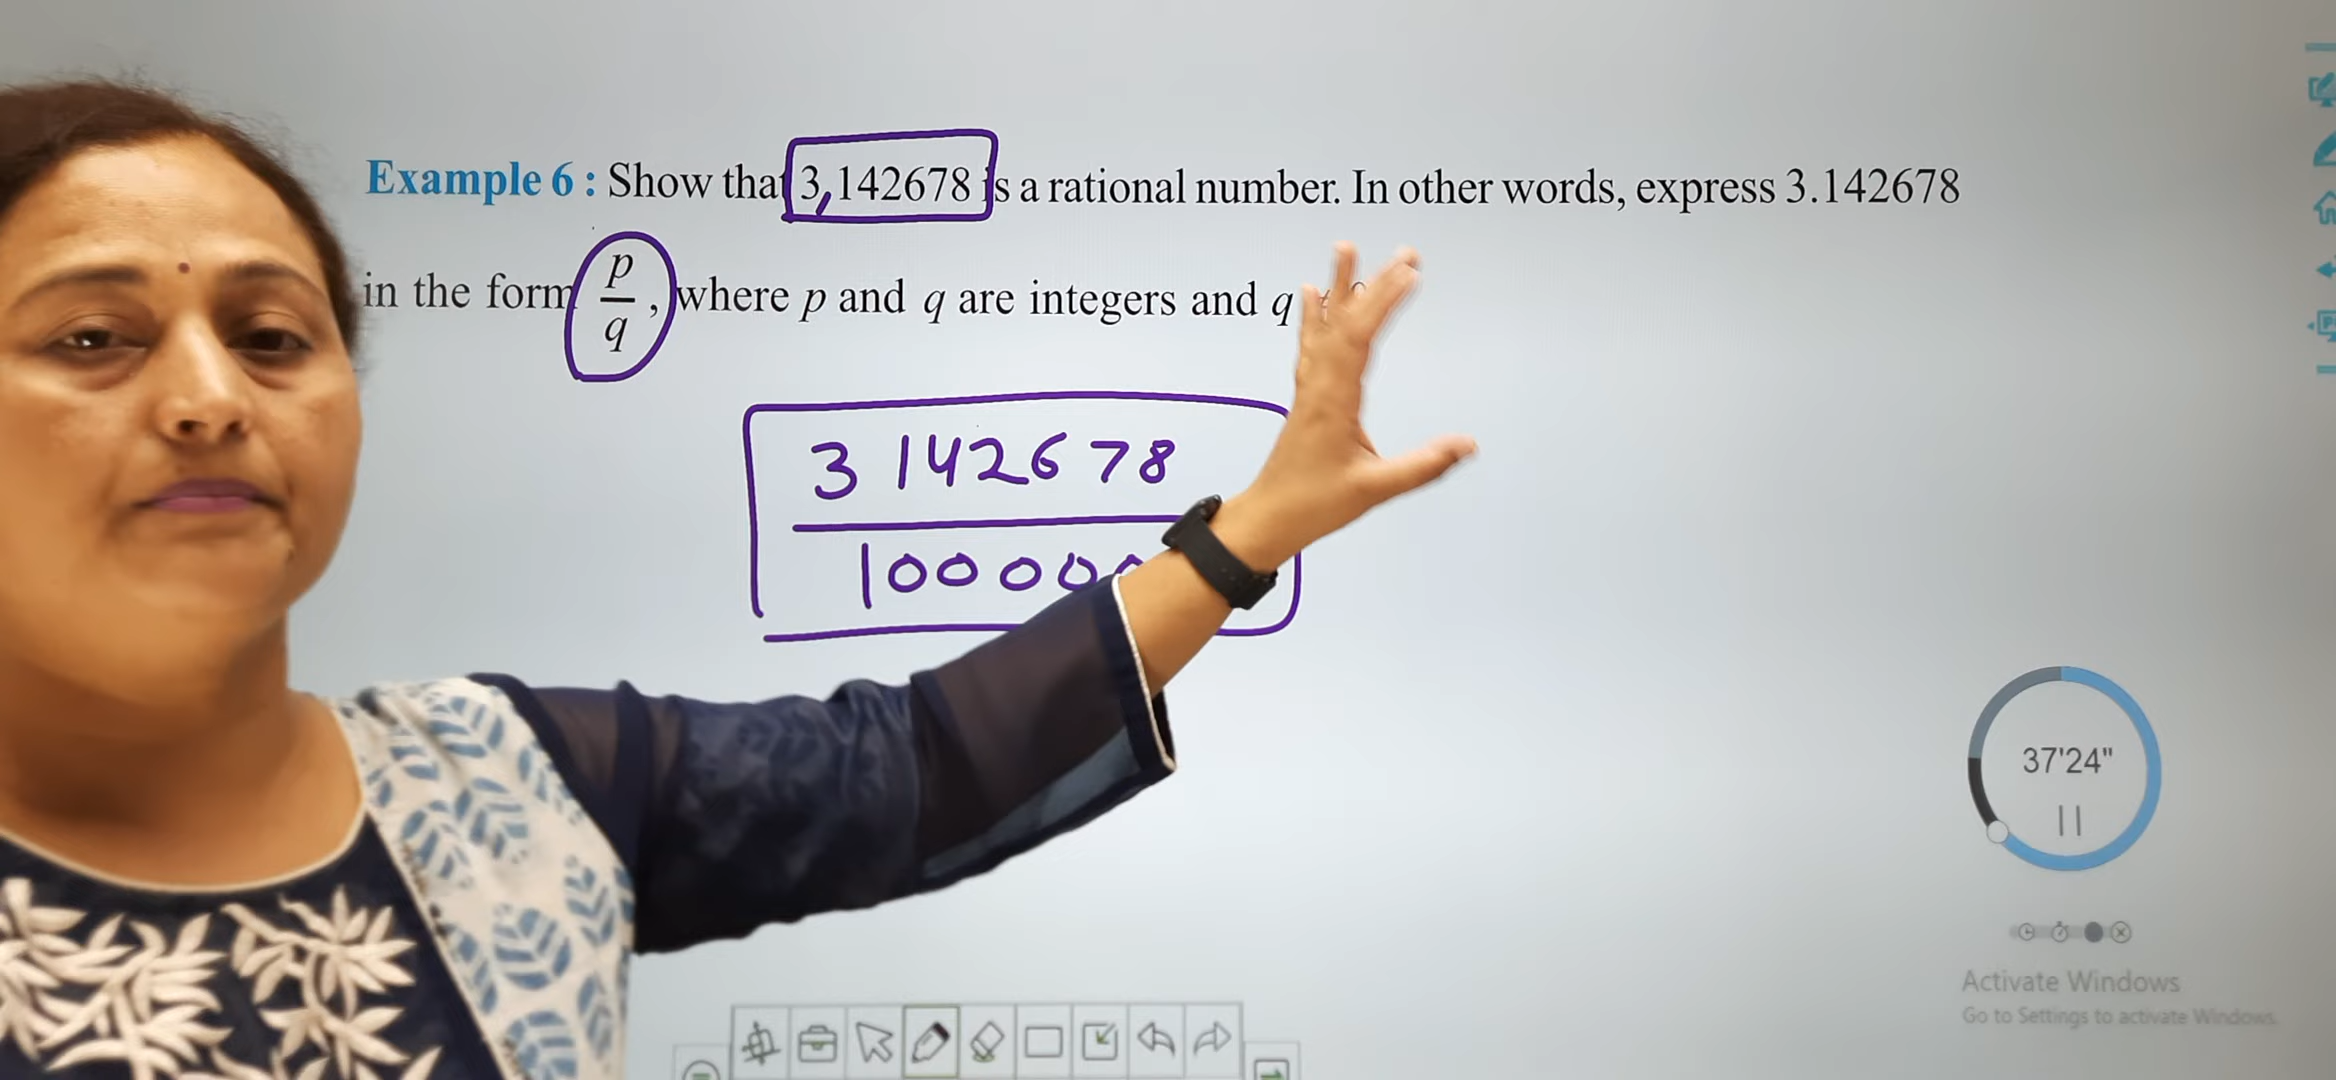 Example 6 : Show that 3.142678 is a rational number. In other words, express 3.142678
in the form p/q, where p and q are integers and q
3142678
10000
37'24"
Activate Windows
Go to Settings to activate Windows.